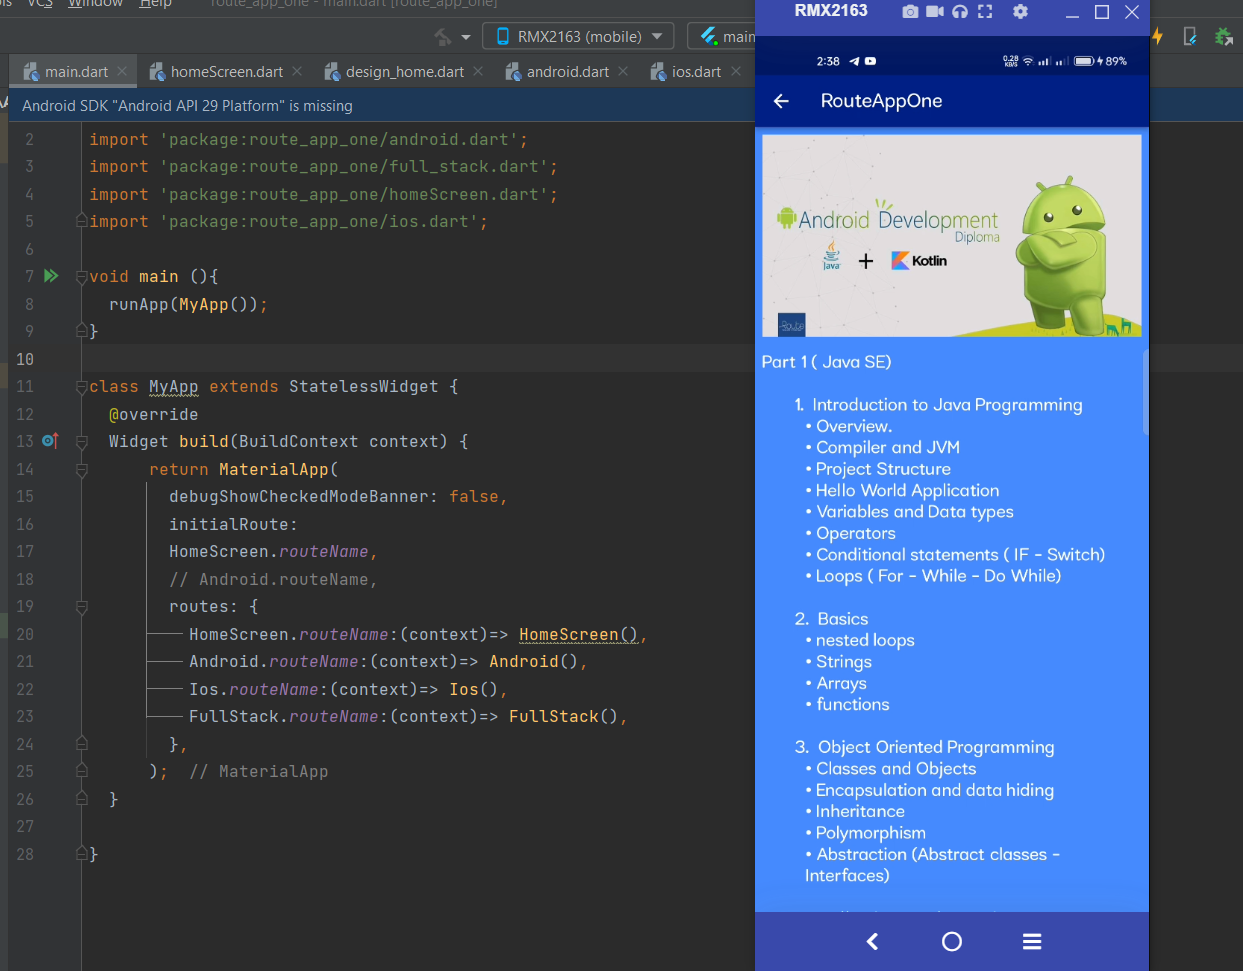 VCS Window Help route_app_one - main.dart [route_app_one]
RMX2163 (mobile) main
main.dart homeScreen.dart design_home.dart android.dart ios.dart
Android SDK "Android API 29 Platform" is missing
2 import 'package:route_app_one/android.dart';
3 import 'package:route_app_one/full_stack.dart';
4 import 'package:route_app_one/homeScreen.dart';
5 import 'package:route_app_one/ios.dart';
6
7 void main (){
8 runApp(MyApp());
9 }
10
11 class MyApp extends StatelessWidget {
12 @override
13 Widget build(BuildContext context) {
14 return MaterialApp(
15 debugShowCheckedModeBanner: false,
16 initialRoute:
17 HomeScreen.routeName,
18 // Android.routeName,
19 routes: {
20 HomeScreen.routeName:(context)=> HomeScreen(),
21 Android.routeName:(context)=> Android(),
22 Ios.routeName:(context)=> Ios(),
23 FullStack.routeName:(context)=> FullStack(),
24 },
25 ); // MaterialApp
26 }
27
28 }
RMX2163
2:38 0.28 KB/S 89%
RouteAppOne
Android Development
Diploma
Java + Kotlin
Route
Part 1 ( Java SE)
1. Introduction to Java Programming
• Overview.
• Compiler and JVM
• Project Structure
• Hello World Application
• Variables and Data types
• Operators
• Conditional statements ( IF - Switch)
• Loops ( For - While - Do While)
2. Basics
• nested loops
• Strings
• Arrays
• functions
3. Object Oriented Programming
• Classes and Objects
• Encapsulation and data hiding
• Inheritance
• Polymorphism
• Abstraction (Abstract classes -
Interfaces)